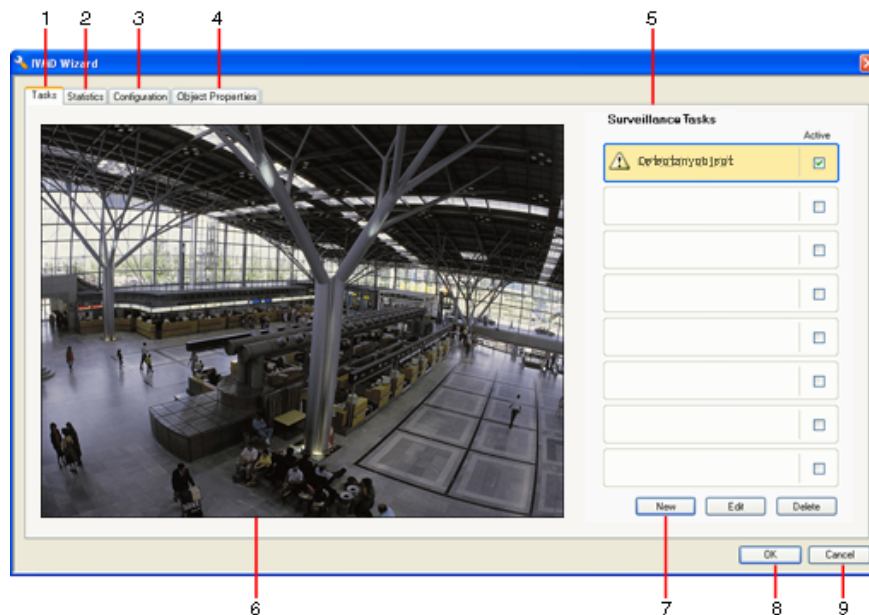 1 2 3 4 5
IVMD Wizard
Tasks Statistics Configuration Object Properties
Surveillance Tasks
Active
New Edit Delete
OK Cancel
6 7 8 9